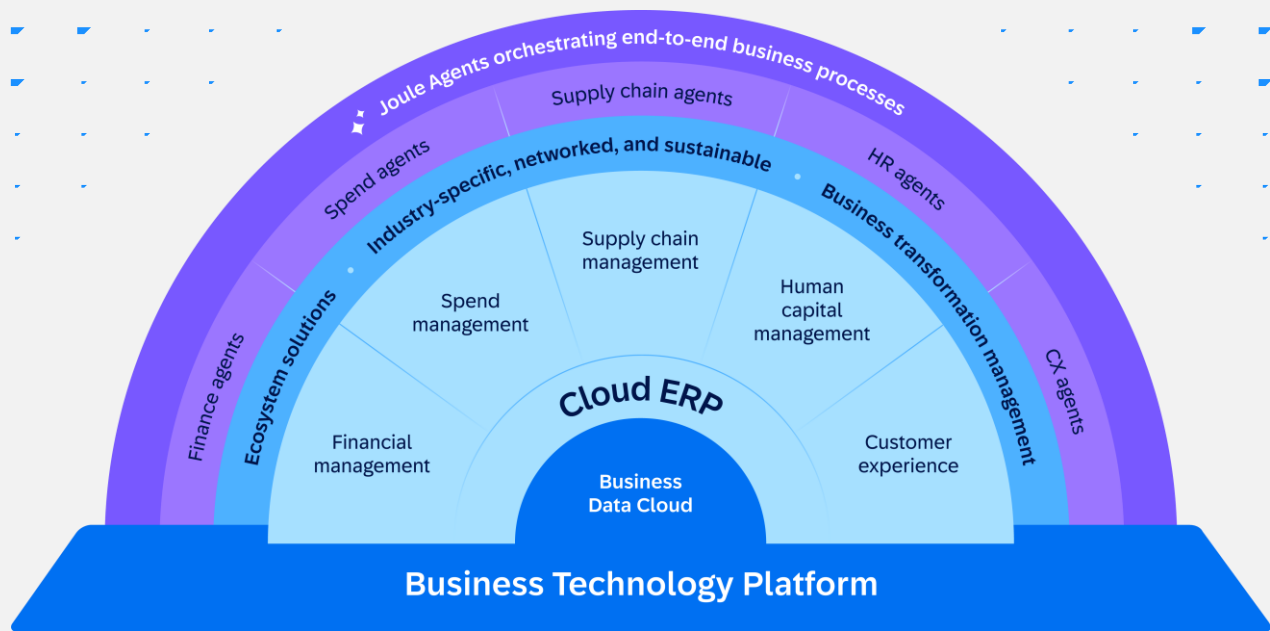 Joule Agents orchestrating end-to-end business processes
Finance agents
Spend agents
Supply chain agents
HR agents
CX agents
Ecosystem solutions • Industry-specific, networked, and sustainable • Business transformation management
Financial
management
Spend
management
Supply chain
management
Human
capital
management
Customer
experience
Cloud ERP
Business
Data Cloud
Business Technology Platform